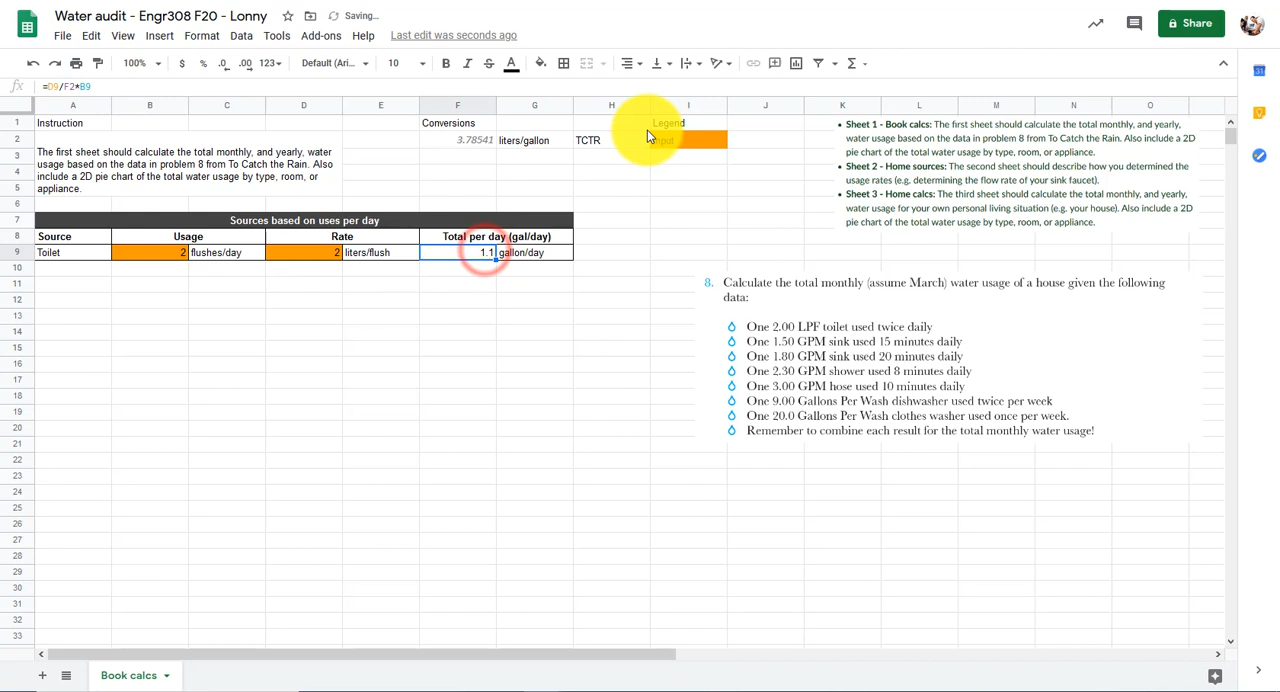 Water audit - Engr308 F20 - Lonny
Saving...
File Edit View Insert Format Data Tools Add-ons Help Last edit was seconds ago
Share
100% $ % .0 .00 123 Default (Ari... 10 B I S A Σ
fx =D9/F2*B9
A B C D E F G H I J K L M N O
1 Instruction Conversions Legend
2 3.78541 liters/gallon TCTR Input
3
4
5
6
The first sheet should calculate the total monthly, and yearly, water
usage based on the data in problem 8 from To Catch the Rain. Also
include a 2D pie chart of the total water usage by type, room, or
appliance.
• Sheet 1 - Book calcs: The first sheet should calculate the total monthly, and yearly,
water usage based on the data in problem 8 from To Catch the Rain. Also include a 2D
pie chart of the total water usage by type, room, or appliance.
• Sheet 2 - Home sources: The second sheet should describe how you determined the
usage rates (e.g. determining the flow rate of your sink faucet).
• Sheet 3 - Home calcs: The third sheet should calculate the total monthly, and yearly,
water usage for your own personal living situation (e.g. your house). Also include a 2D
pie chart of the total water usage by type, room, or appliance.
7 Sources based on uses per day
8 Source Usage Rate Total per day (gal/day)
9 Toilet 2 flushes/day 2 liters/flush 1.1 gallon/day
10
11
12
13
14
15
16
17
18
19
20
21
22
23
24
25
26
27
28
29
30
31
32
33
8. Calculate the total monthly (assume March) water usage of a house given the following
data:
One 2.00 LPF toilet used twice daily
One 1.50 GPM sink used 15 minutes daily
One 1.80 GPM sink used 20 minutes daily
One 2.30 GPM shower used 8 minutes daily
One 3.00 GPM hose used 10 minutes daily
One 9.00 Gallons Per Wash dishwasher used twice per week
One 20.0 Gallons Per Wash clothes washer used once per week.
Remember to combine each result for the total monthly water usage!
Book calcs
31